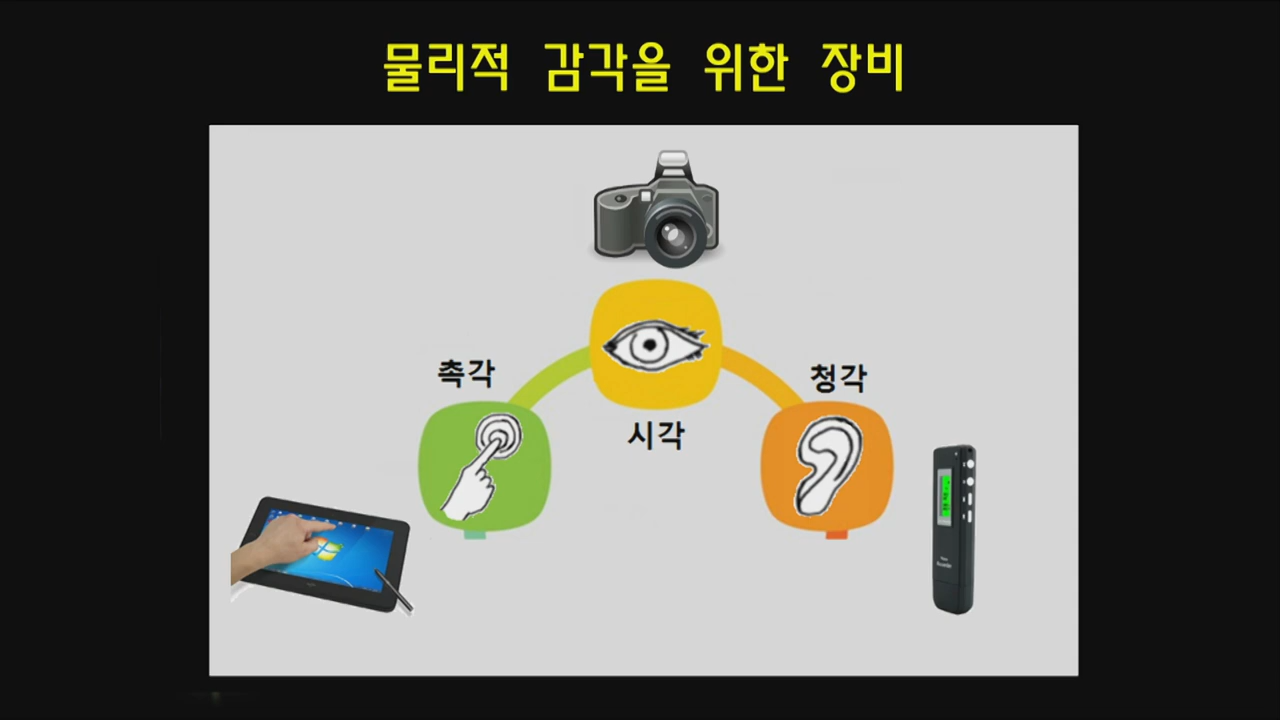 물리적 감각을 위한 장비
촉각
청각
시각